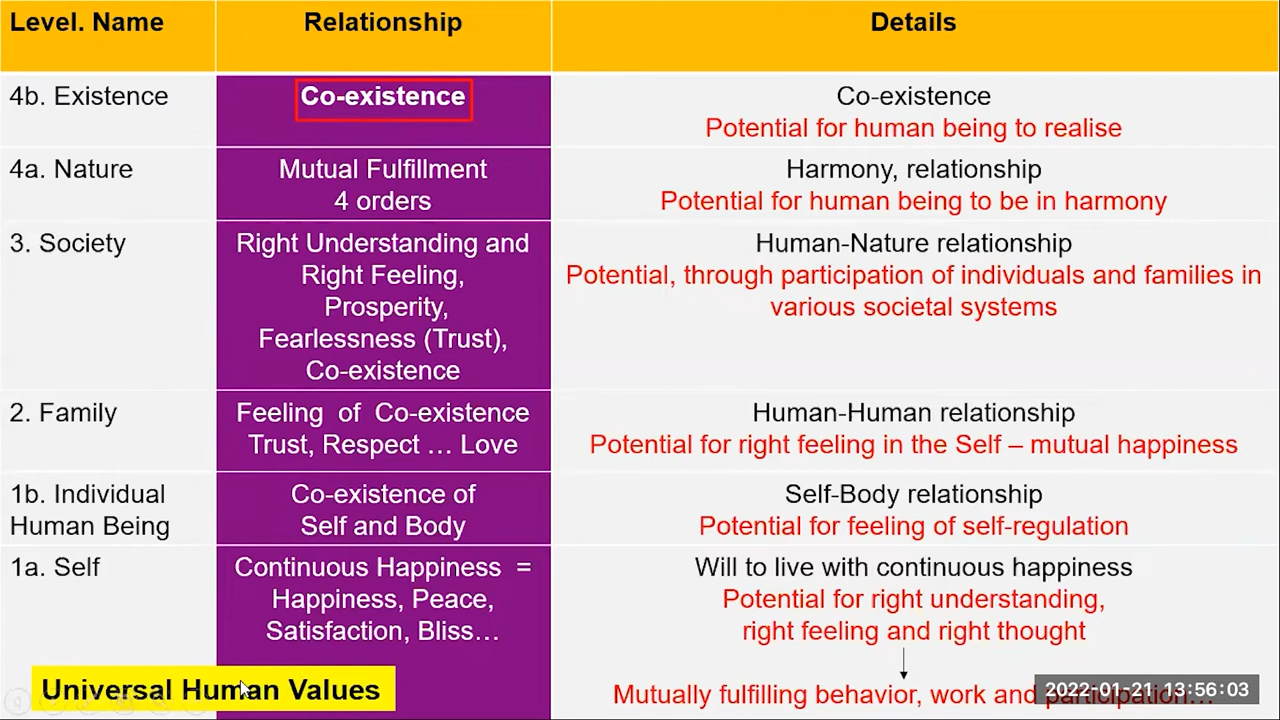 Level. Name Relationship Details
4b. Existence Co-existence Co-existence
Potential for human being to realise
4a. Nature Mutual Fulfillment Harmony, relationship
4 orders Potential for human being to be in harmony
3. Society Right Understanding and Human-Nature relationship
Right Feeling, Potential, through participation of individuals and families in
Prosperity, various societal systems
Fearlessness (Trust),
Co-existence
2. Family Feeling of Co-existence Human-Human relationship
Trust, Respect … Love Potential for right feeling in the Self – mutual happiness
1b. Individual Co-existence of Self-Body relationship
Human Being Self and Body Potential for feeling of self-regulation
1a. Self Continuous Happiness = Will to live with continuous happiness
Happiness, Peace, Potential for right understanding,
Satisfaction, Bliss… right feeling and right thought
Universal Human Values Mutually fulfilling behavior, work and participation…
2022-01-21 13:56:03